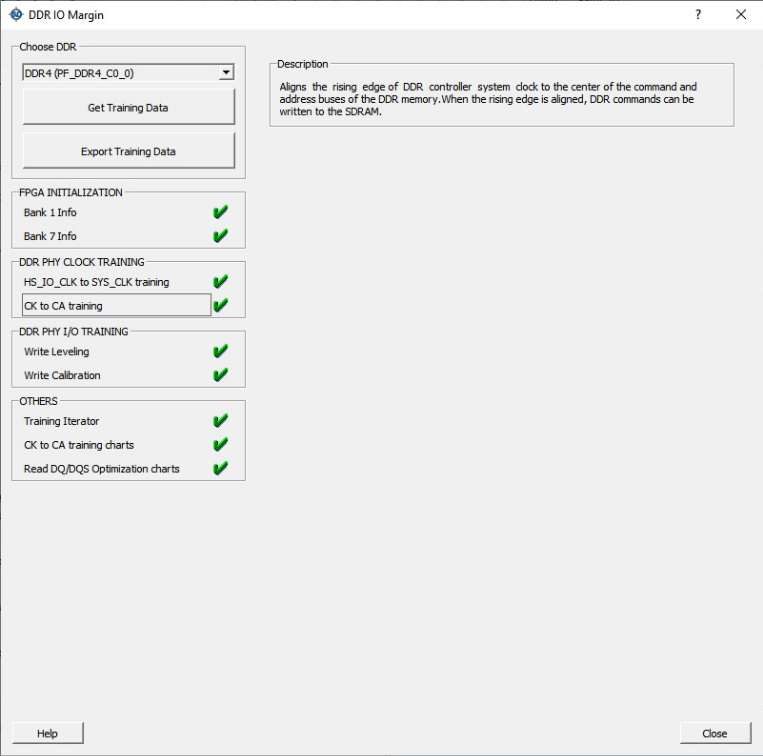 DDR IO Margin
?
Choose DDR
DDR4 (PF_DDR4_C0_0)
Get Training Data
Export Training Data
Description
Aligns the rising edge of DDR controller system clock to the center of the command and
address buses of the DDR memory.When the rising edge is aligned, DDR commands can be
written to the SDRAM.
FPGA INITIALIZATION
Bank 1 Info
Bank 7 Info
DDR PHY CLOCK TRAINING
HS_IO_CLK to SYS_CLK training
CK to CA training
DDR PHY I/O TRAINING
Write Leveling
Write Calibration
OTHERS
Training Iterator
CK to CA training charts
Read DQ/DQS Optimization charts
Help
Close